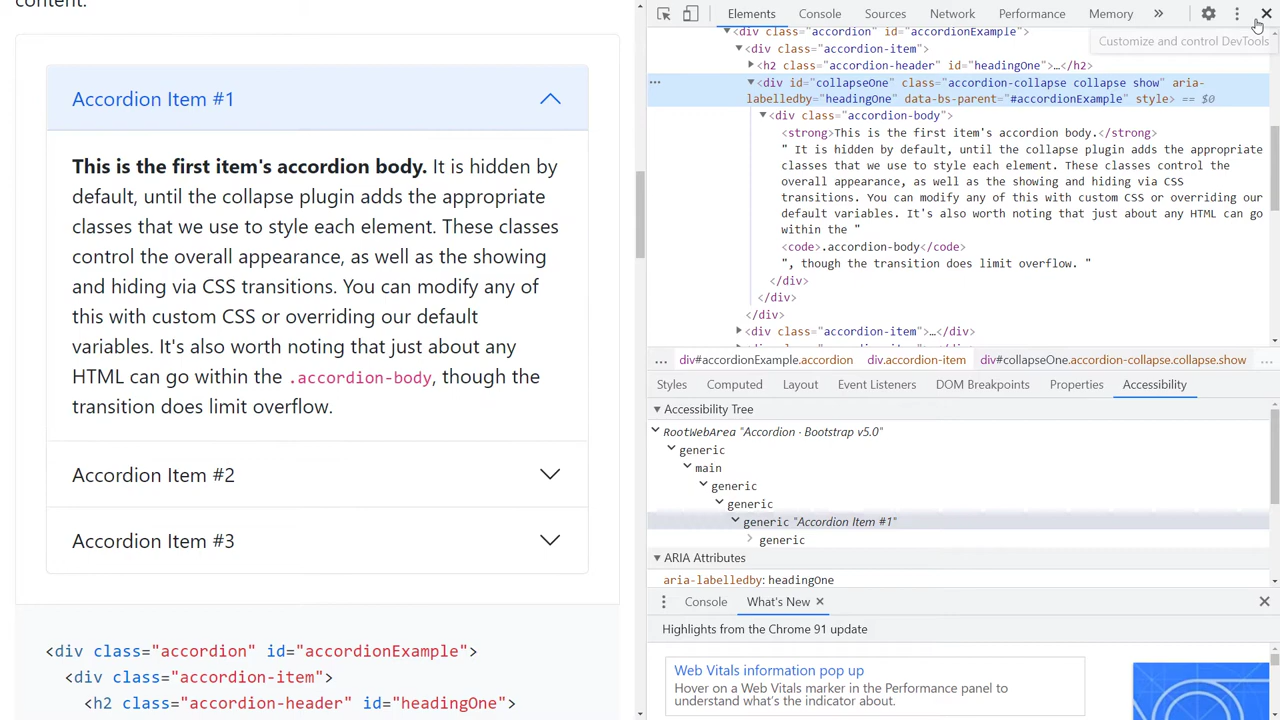 content.
Accordion Item #1
This is the first item's accordion body. It is hidden by
default, until the collapse plugin adds the appropriate
classes that we use to style each element. These classes
control the overall appearance, as well as the showing
and hiding via CSS transitions. You can modify any of
this with custom CSS or overriding our default
variables. It's also worth noting that just about any
HTML can go within the .accordion-body, though the
transition does limit overflow.
Accordion Item #2
Accordion Item #3
<div class="accordion" id="accordionExample">
<div class="accordion-item">
<h2 class="accordion-header" id="headingOne">
Elements Console Sources Network Performance Memory »
Customize and control DevTools
<div class="accordion" id="accordionExample">
<div class="accordion-item">
<h2 class="accordion-header" id="headingOne">…</h2>
… <div id="collapseOne" class="accordion-collapse collapse show" aria-
labelledby="headingOne" data-bs-parent="#accordionExample" style> == $0
<div class="accordion-body">
<strong>This is the first item's accordion body.</strong>
" It is hidden by default, until the collapse plugin adds the appropriate
classes that we use to style each element. These classes control the
overall appearance, as well as the showing and hiding via CSS
transitions. You can modify any of this with custom CSS or overriding our
default variables. It's also worth noting that just about any HTML can go
within the "
<code>.accordion-body</code>
", though the transition does limit overflow. "
</div>
</div>
</div>
<div class="accordion-item">…</div>
… div#accordionExample.accordion div.accordion-item div#collapseOne.accordion-collapse.collapse.show …
Styles Computed Layout Event Listeners DOM Breakpoints Properties Accessibility
Accessibility Tree
RootWebArea "Accordion · Bootstrap v5.0"
generic
main
generic
generic
generic "Accordion Item #1"
generic
ARIA Attributes
aria-labelledby: headingOne
Console What's New ×
Highlights from the Chrome 91 update
Web Vitals information pop up
Hover on a Web Vitals marker in the Performance panel to
understand what's the indicator about.